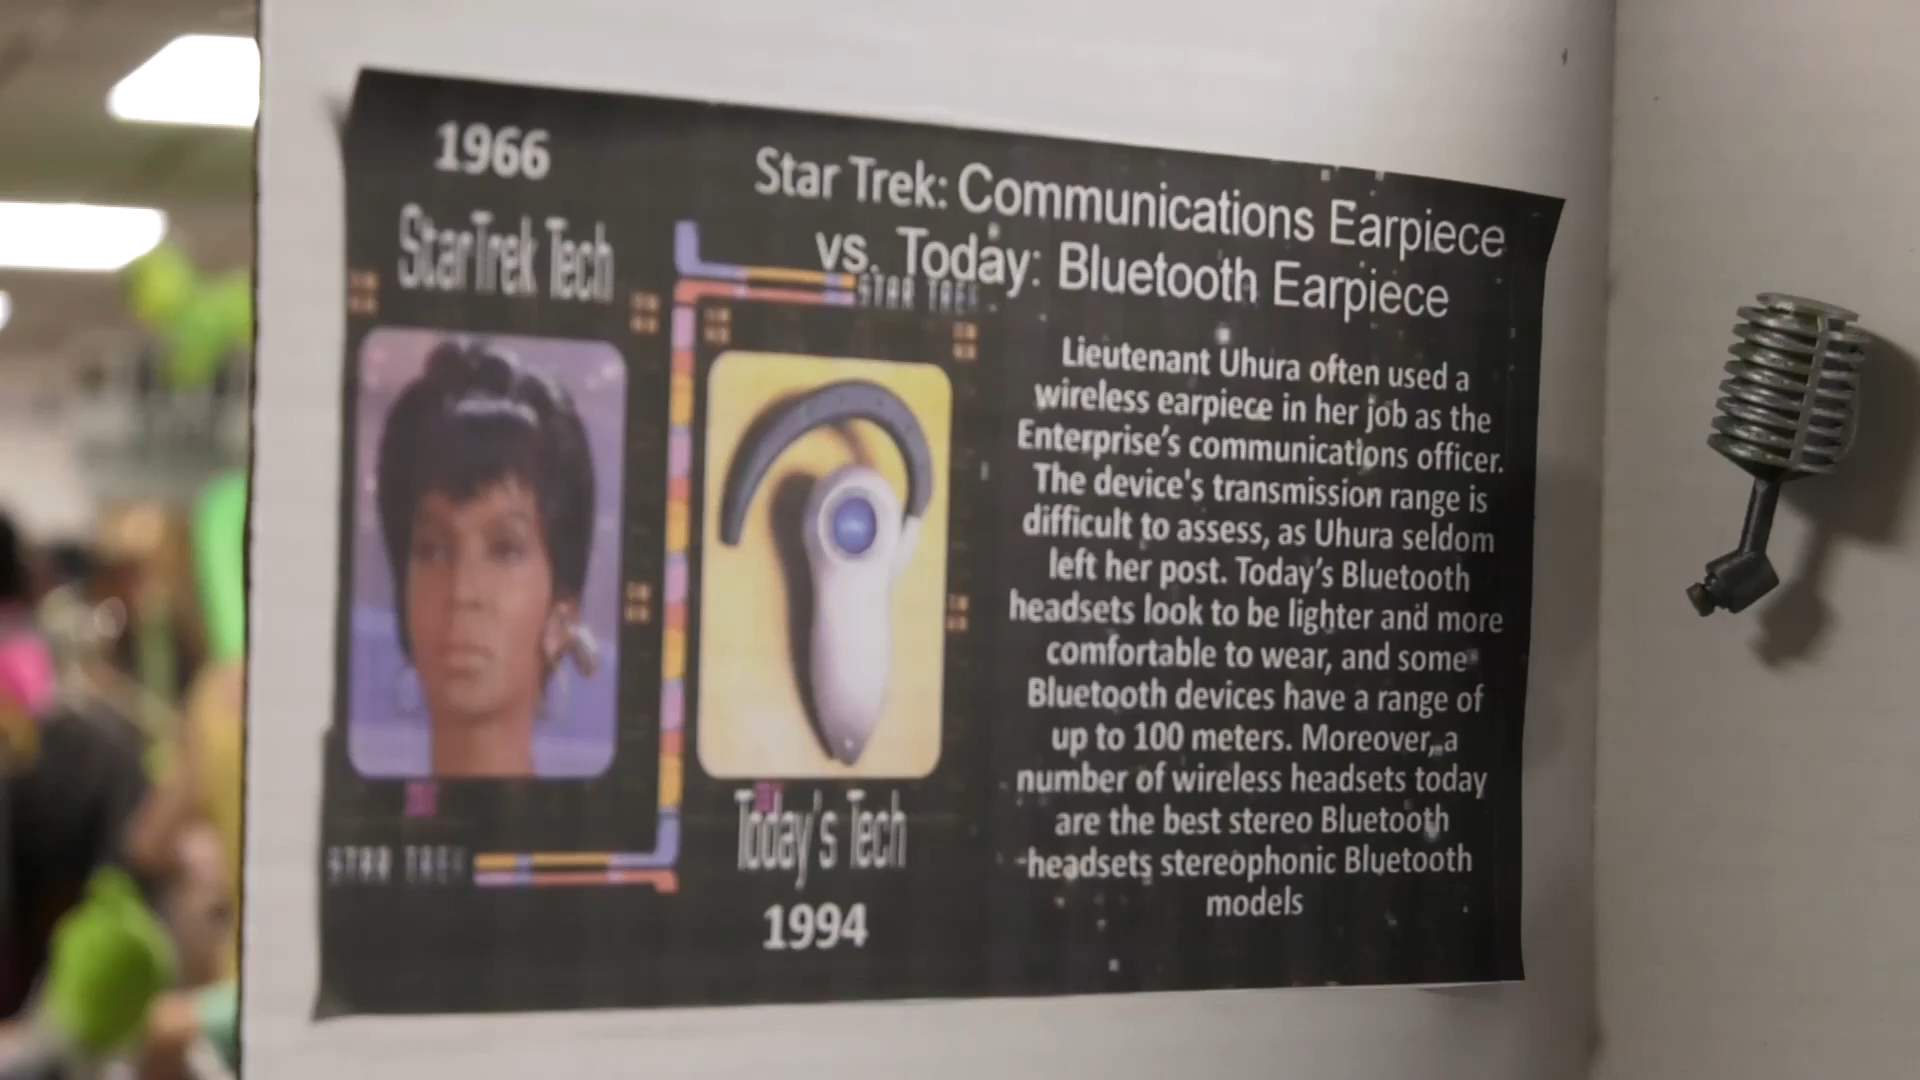 1966
StarTrek Tech
Star Trek: Communications Earpiece
vs. Today: Bluetooth Earpiece
STAR TREK
Lieutenant Uhura often used a
wireless earpiece in her job as the
Enterprise's communications officer.
The device's transmission range is
difficult to assess, as Uhura seldom
left her post. Today's Bluetooth
headsets look to be lighter and more
comfortable to wear, and some
Bluetooth devices have a range of
up to 100 meters. Moreover, a
number of wireless headsets today
are the best stereo Bluetooth
headsets stereophonic Bluetooth
models
STAR TREK
Today's Tech
1994